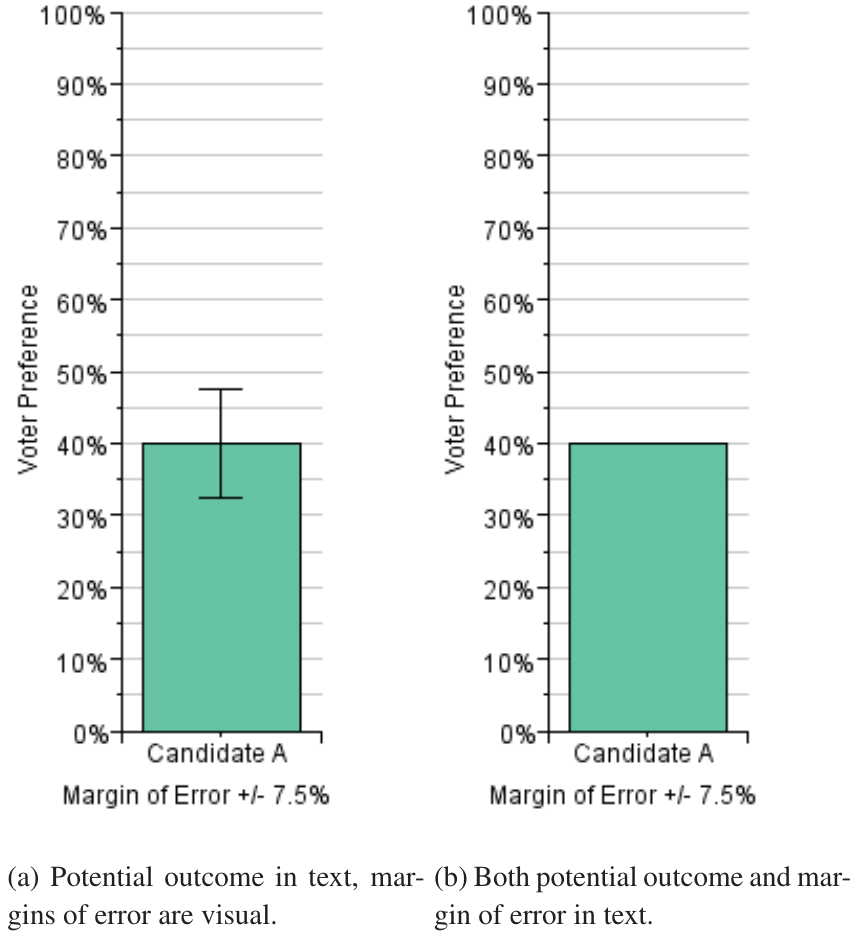 100%
90%
80%
70%
60%
50%
40%
30%
20%
10%
0%
Voter Preference
Candidate A
Margin of Error +/- 7.5%
(a) Potential outcome in text, mar-
gins of error are visual.
100%
90%
80%
70%
60%
50%
40%
30%
20%
10%
0%
Voter Preference
Candidate A
Margin of Error +/- 7.5%
(b) Both potential outcome and mar-
gin of error in text.